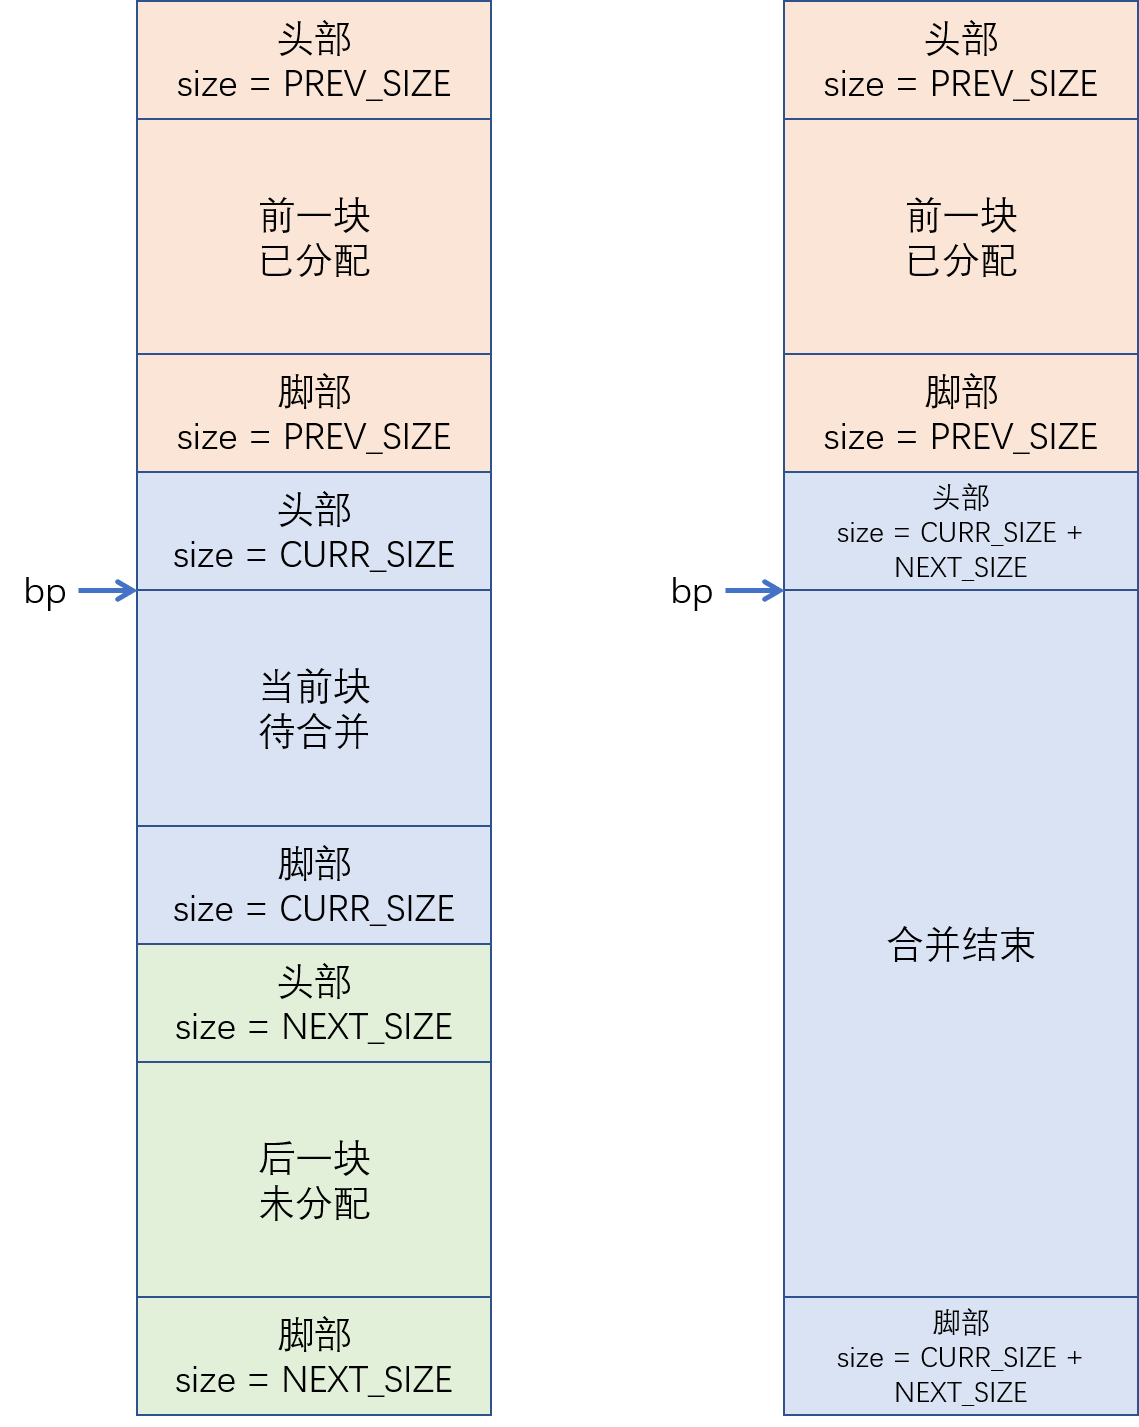 头部
size = PREV_SIZE
前一块
已分配
脚部
size = PREV_SIZE
头部
size = CURR_SIZE
bp
当前块
待合并
脚部
size = CURR_SIZE
头部
size = NEXT_SIZE
后一块
未分配
脚部
size = NEXT_SIZE
头部
size = PREV_SIZE
前一块
已分配
脚部
size = PREV_SIZE
头部
size = CURR_SIZE +
NEXT_SIZE
bp
合并结束
脚部
size = CURR_SIZE +
NEXT_SIZE